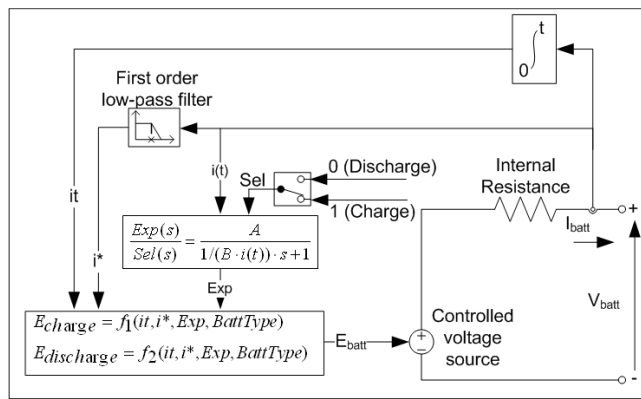 t
∫
0
First order
low-pass filter
0 (Discharge)
Internal
Resistance
it
i(t)
Sel
1 (Charge)
+
I_batt
i*
Exp(s)/Sel(s) = A/(1/(B·i(t))·s+1)
Exp
V_batt
E_charge = f_1(it,i*,Exp,BattType)
E_discharge = f_2(it,i*,Exp,BattType)
E_batt
+
−
Controlled
voltage
source
-